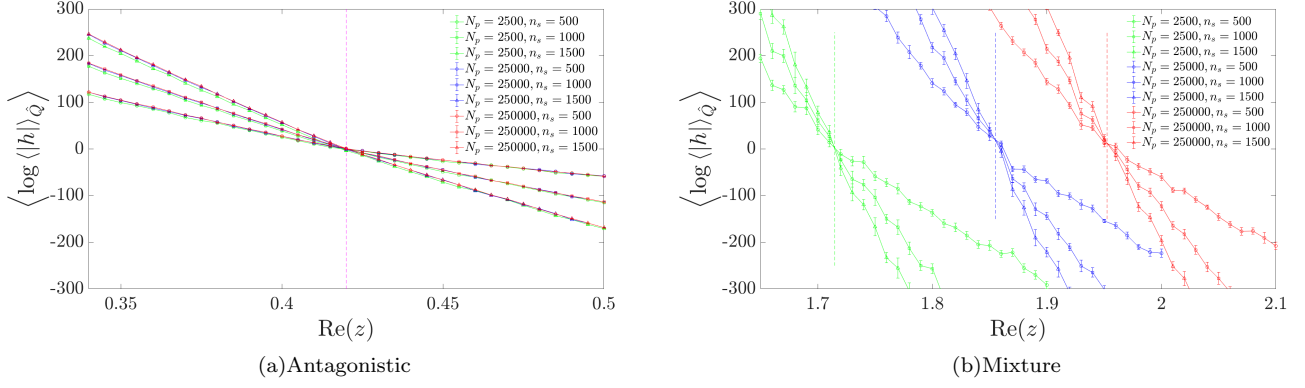 300
200
100
0
-100
-200
-300
0.35
0.4
0.45
0.5
Re(z)
⟨log ⟨|h|⟩⟩_Q̂
N_p = 2500, n_s = 500
N_p = 2500, n_s = 1000
N_p = 2500, n_s = 1500
N_p = 25000, n_s = 500
N_p = 25000, n_s = 1000
N_p = 25000, n_s = 1500
N_p = 250000, n_s = 500
N_p = 250000, n_s = 1000
N_p = 250000, n_s = 1500
(a)Antagonistic
300
200
100
0
-100
-200
-300
1.7
1.8
1.9
2
2.1
Re(z)
⟨log ⟨|h|⟩⟩_Q̂
N_p = 2500, n_s = 500
N_p = 2500, n_s = 1000
N_p = 2500, n_s = 1500
N_p = 25000, n_s = 500
N_p = 25000, n_s = 1000
N_p = 25000, n_s = 1500
N_p = 250000, n_s = 500
N_p = 250000, n_s = 1000
N_p = 250000, n_s = 1500
(b)Mixture